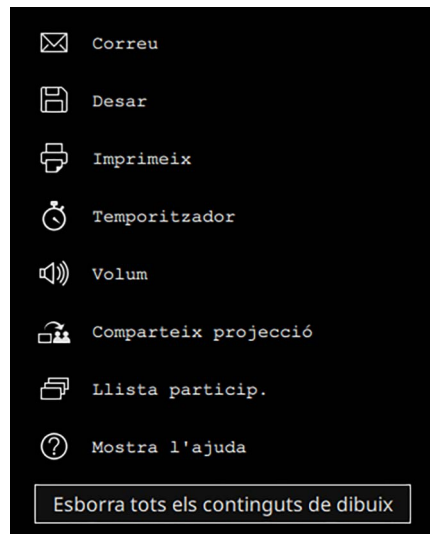 Correu
Desar
Imprimeix
Temporitzador
Volum
Comparteix projecció
Llista particip.
Mostra l'ajuda
Esborra tots els continguts de dibuix